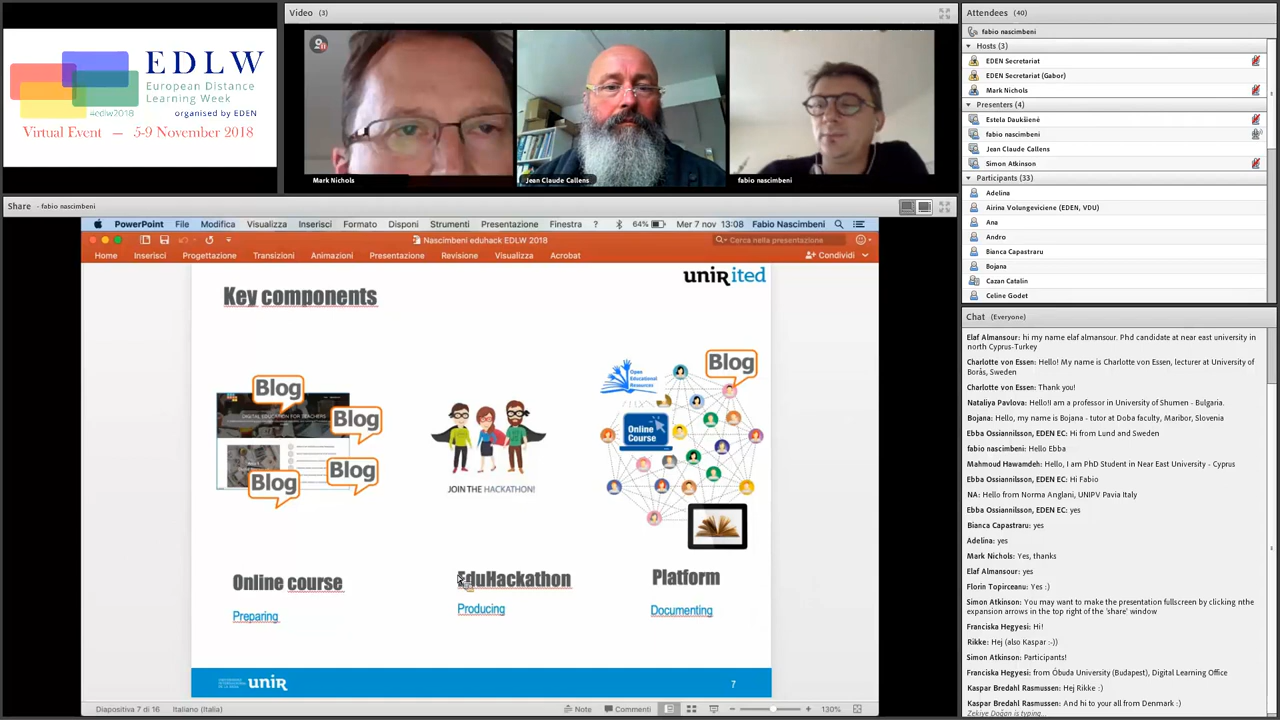 EDLW
European Distance
Learning Week
#edlw2018
organised by EDEN
Virtual Event — 5-9 November 2018
Video (3)
Mark Nichols
Jean Claude Callens
fabio nascimbeni
Attendees (40)
fabio nascimbeni
Hosts (3)
EDEN Secretariat
EDEN Secretariat (Gabor)
Mark Nichols
Presenters (4)
Estela Daukšienė
fabio nascimbeni
Jean Claude Callens
Simon Atkinson
Participants (33)
Adelina
Airina Volungeviciene (EDEN, VDU)
Ana
Andro
Bianca Capastraru
Bojana
Cazan Catalin
Celine Godet
Share - fabio nascimbeni
PowerPoint File Modifica Visualizza Inserisci Formato Disponi Strumenti Presentazione Finestra ? 64% Mer 7 nov 13:08 Fabio Nascimbeni
Nascimbeni eduhack EDLW 2018
Cerca nella presentazione
Home Inserisci Progettazione Transizioni Animazioni Presentazione Revisione Visualizza Acrobat Condividi
Key components
uniRited
Blog
Blog
Blog
Blog
DIGITAL EDUCATION FOR TEACHERS
JOIN THE HACKATHON!
Open
Educational
Resources
Blog
Online
Course
Online course
EduHackathon
Platform
Preparing
Producing
Documenting
unir
7
Diapositiva 7 di 16 Italiano (Italia) Note Commenti 130%
Chat (Everyone)
Elaf Almansour: hi my name elaf almansour. Phd candidate at near east university in
north Cyprus-Turkey
Charlotte von Essen: Hello! My name is Charlotte von Essen, lecturer at University of
Borås, Sweden
Charlotte von Essen: Thank you!
Nataliya Pavlova: Hello!I am a professor in University of Shumen - Bulgaria.
Bojana: Hello, my name is Bojana - tutor at Doba faculty, Maribor, Slovenia
Ebba Ossiannilsson, EDEN EC: Hi from Lund and Sweden
fabio nascimbeni: Hello Ebba
Mahmoud Hawamdeh: Hello, I am PhD Student in Near East University - Cyprus
Ebba Ossiannilsson, EDEN EC: Hi Fabio
NA: Hello from Norma Anglani, UNIPV Pavia Italy
Ebba Ossiannilsson, EDEN EC: yes
Bianca Capastraru: yes
Adelina: yes
Mark Nichols: Yes, thanks
Elaf Almansour: yes
Florin Topirceanu: Yes :)
Simon Atkinson: You may want to make the presentation fullscreen by clicking nthe
expansion arrows in the top right of the 'share' window
Franciska Hegyesi: Hi!
Rikke: Hej (also Kaspar :-))
Simon Atkinson: Participants!
Franciska Hegyesi: from Óbuda University (Budapest), Digital Learning Office
Kaspar Bredahl Rasmussen: Hej Rikke :)
Kaspar Bredahl Rasmussen: And hi to your all from Denmark :)
Zekiye Doğan is typing...